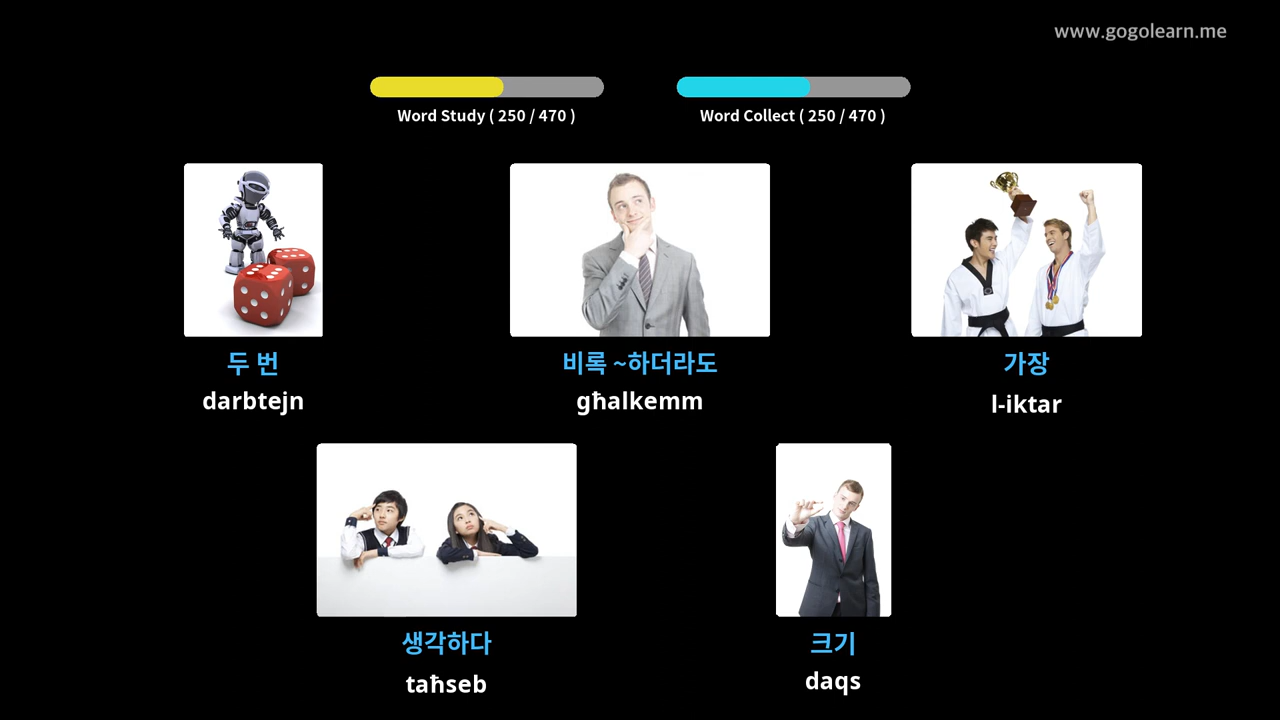 www.gogolearn.me
Word Study ( 250 / 470 )
Word Collect ( 250 / 470 )
두 번
darbtejn
비록 ~하더라도
għalkemm
가장
l-iktar
생각하다
taħseb
크기
daqs